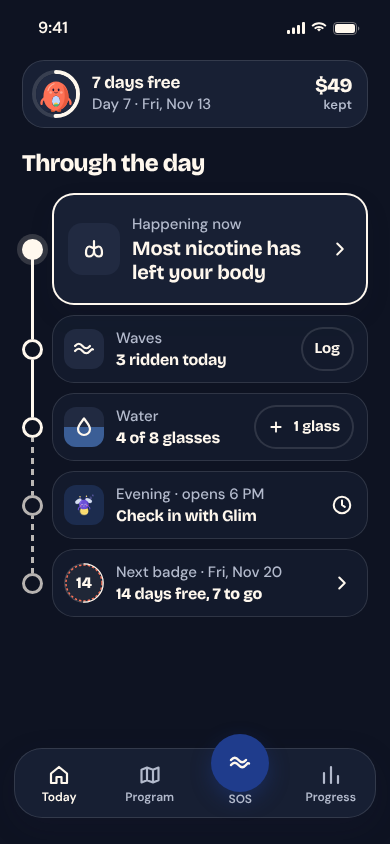 9:41
7 days free
Day 7 · Fri, Nov 13
$49
kept
Through the day
Happening now
Most nicotine has
left your body
Waves
3 ridden today
Log
Water
4 of 8 glasses
+ 1 glass
Evening · opens 6 PM
Check in with Glim
14
Next badge · Fri, Nov 20
14 days free, 7 to go
Today
Program
SOS
Progress